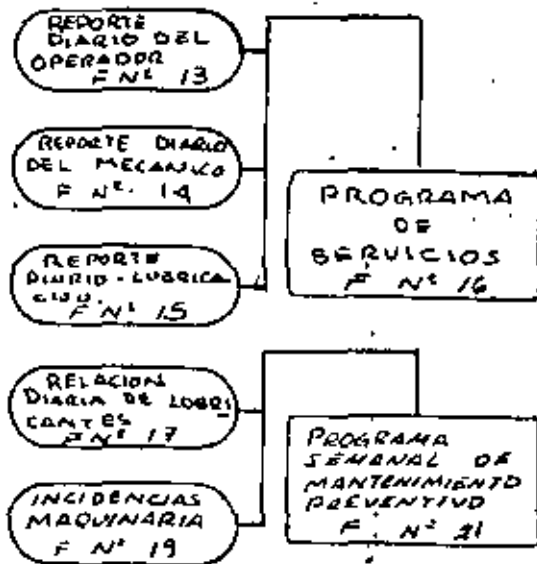 REPORTE
DIARIO DEL
OPERADOR
F Nº 13
REPORTE DIARIO
DEL MECANICO
F Nº. 14
REPORTE
DIARIO-LUBRICA
CION.
F Nº 15
PROGRAMA
DE
SERVICIOS
F Nº 16
RELACION
DIARIA DE LUBRI
CANTES
F Nº 17
INCIDENCIAS
MAQUINARIA
F Nº 19
PROGRAMA
SEMANAL DE
MANTENIMIENTO
PREVENTIVO
F. Nº 21